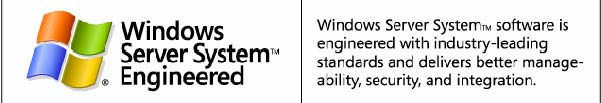 Windows
Server System™
Engineered
®
Windows Server System™ software is
engineered with industry-leading
standards and delivers better manage-
ability, security, and integration.